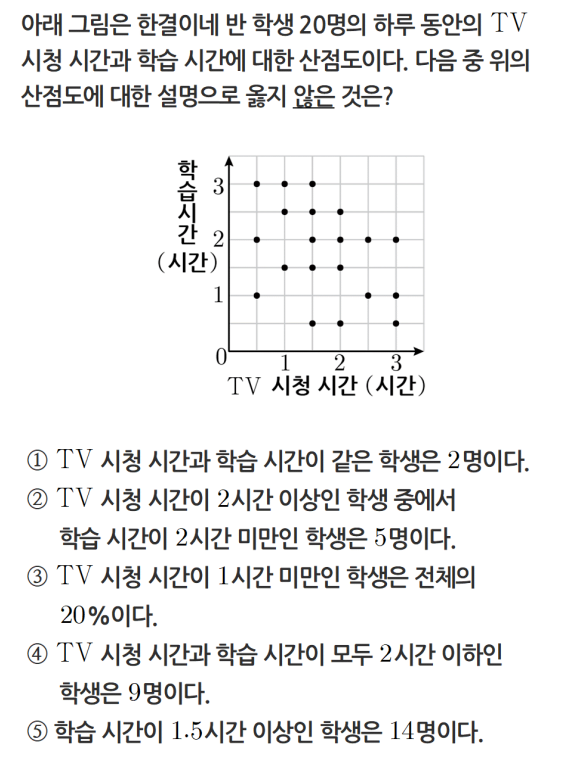 아래 그림은 한결이네 반 학생 20명의 하루 동안의 TV
시청 시간과 학습 시간에 대한 산점도이다. 다음 중 위의
산점도에 대한 설명으로 옳지 않은 것은?
학습시간
(시간)
3
2
1
0
1 2 3
TV 시청 시간 (시간)
① TV 시청 시간과 학습 시간이 같은 학생은 2명이다.
② TV 시청 시간이 2시간 이상인 학생 중에서
학습 시간이 2시간 미만인 학생은 5명이다.
③ TV 시청 시간이 1시간 미만인 학생은 전체의
20%이다.
④ TV 시청 시간과 학습 시간이 모두 2시간 이하인
학생은 9명이다.
⑤ 학습 시간이 1.5시간 이상인 학생은 14명이다.